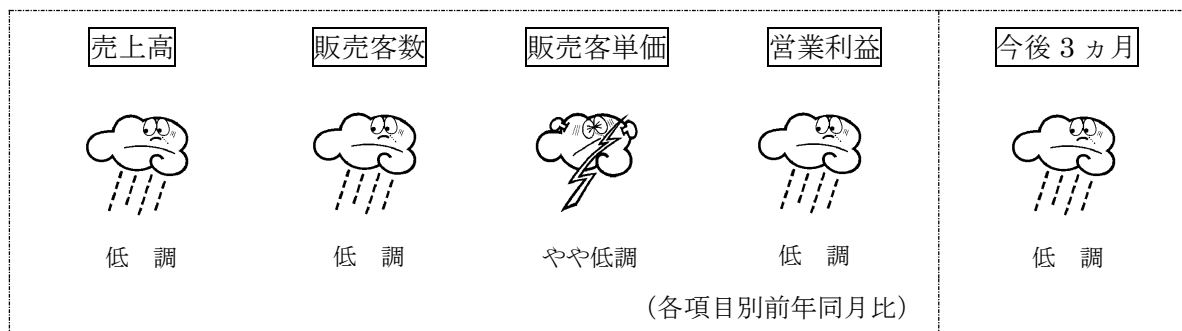 売上高 販売客数 販売客単価 営業利益 今後3ヵ月
低 調 低 調 やや低調 低 調 低 調
（各項目別前年同月比）